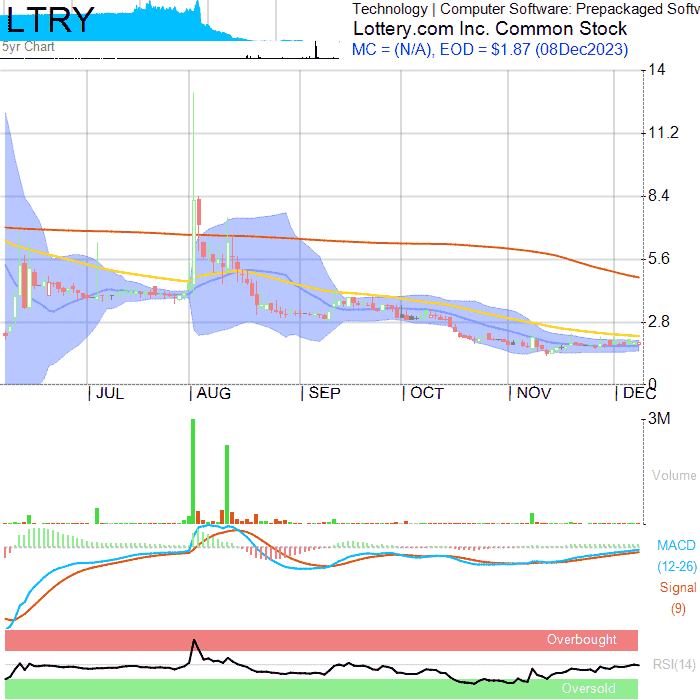 LTRY
5yr Chart
Technology | Computer Software: Prepackaged Softw
Lottery.com Inc. Common Stock
MC = (N/A), EOD = $1.87 (08Dec2023)
14
11.2
8.4
5.6
2.8
0
JUL AUG SEP OCT NOV DEC
3M
Volume
MACD
(12-26)
Signal
(9)
Overbought
RSI(14)
Oversold